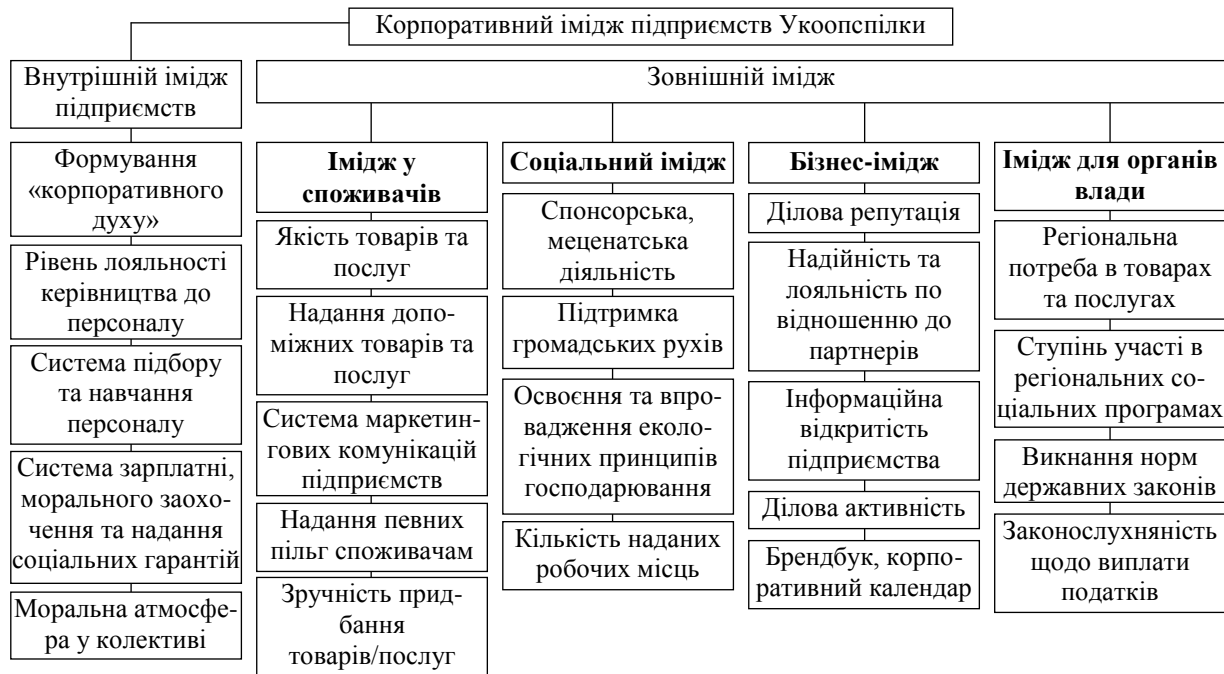 Корпоративний імідж підприємств Укоопспілки
Внутрішній імідж
підприємств
Зовнішній імідж
Формування
«корпоративного
духу»
Рівень лояльності
керівництва до
персоналу
Система підбору
та навчання
персоналу
Система зарплатні,
морального заохо-
чення та надання
соціальних гарантій
Моральна атмосфе-
ра у колективі
Імідж у
споживачів
Якість товарів та
послуг
Надання допо-
міжних товарів та
послуг
Система маркетин-
гових комунікацій
підприємств
Надання певних
пільг споживачам
Зручність прид-
бання
товарів/послуг
Соціальний імідж
Спонсорська,
меценатська
діяльність
Підтримка
громадських рухів
Освоєння та впро-
вадження еколо-
гічних принципів
господарювання
Кількість наданих
робочих місць
Бізнес-імідж
Ділова репутація
Надійність та
лояльність по
відношенню до
партнерів
Інформаційна
відкритість
підприємства
Ділова активність
Брендбук, корпо-
ративний календар
Імідж для органів
влади
Регіональна
потреба в товарах
та послугах
Ступінь участі в
регіональних со-
ціальних програмах
Викнання норм
державних законів
Законослухняність
щодо виплати
податків